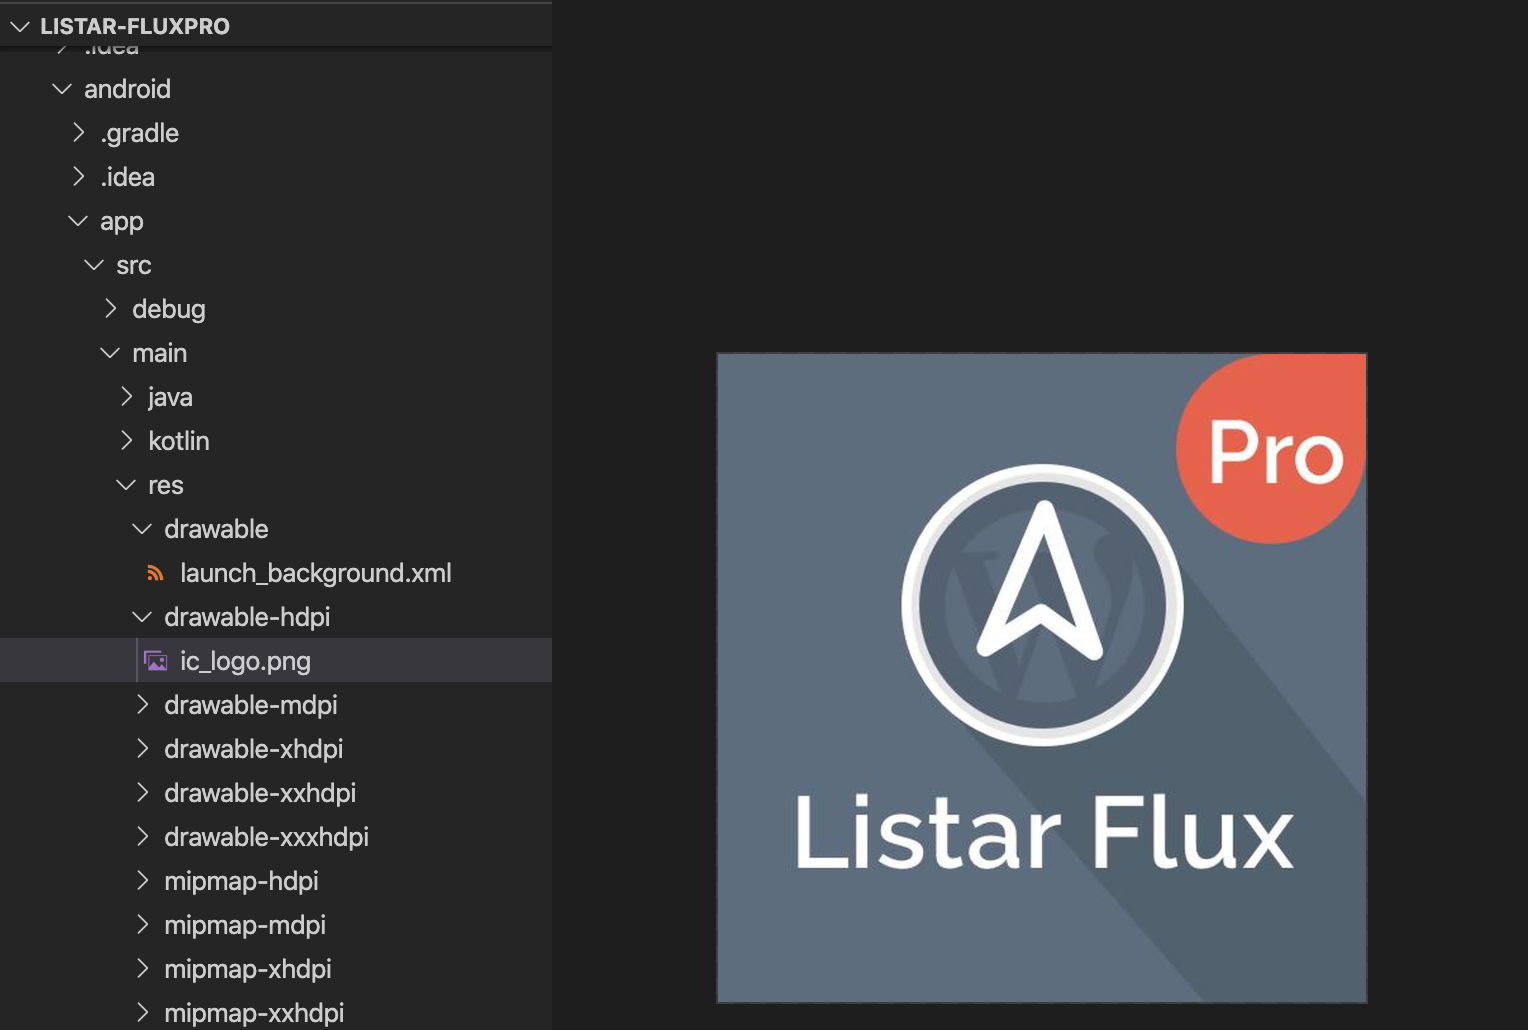 LISTAR-FLUXPRO
.idea
android
.gradle
.idea
app
src
debug
main
java
kotlin
res
drawable
launch_background.xml
drawable-hdpi
ic_logo.png
drawable-mdpi
drawable-xhdpi
drawable-xxhdpi
drawable-xxxhdpi
mipmap-hdpi
mipmap-mdpi
mipmap-xhdpi
mipmap-xxhdpi
Pro
Listar Flux